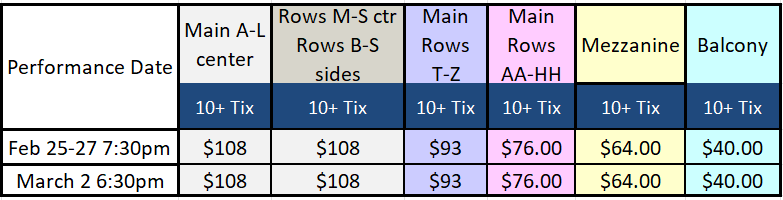 Performance Date
Main A-L
center
Rows M-S ctr
Rows B-S
sides
Main
Rows
T-Z
Main
Rows
AA-HH
Mezzanine
Balcony
10+ Tix 10+ Tix 10+ Tix 10+ Tix 10+ Tix 10+ Tix
Feb 25-27 7:30pm $108 $108 $93 $76.00 $64.00 $40.00
March 2 6:30pm $108 $108 $93 $76.00 $64.00 $40.00